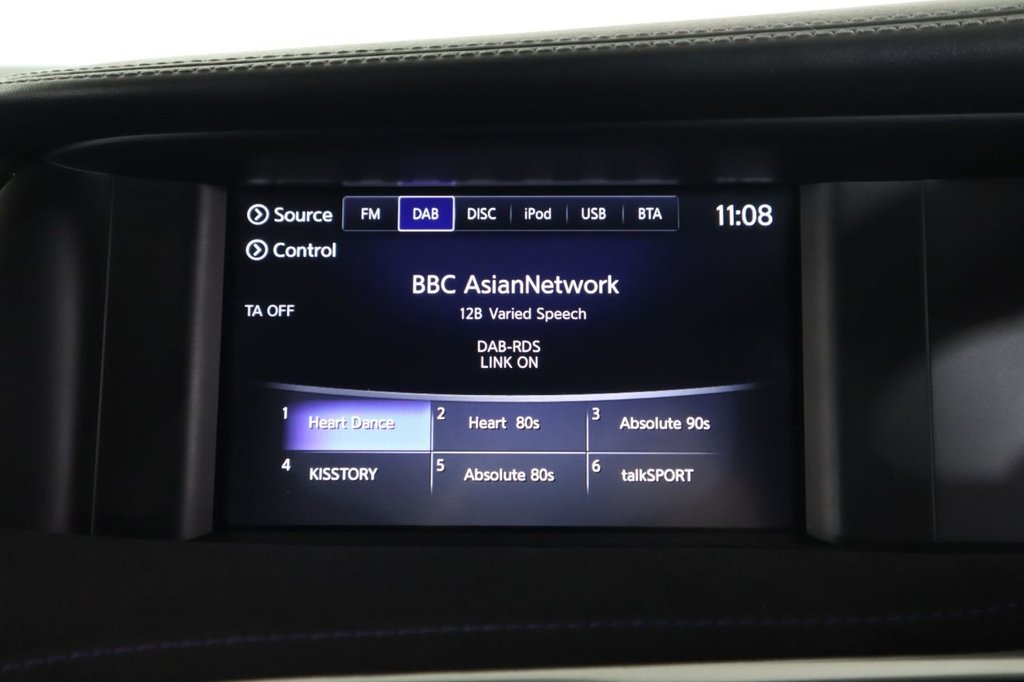 Source FM DAB DISC iPod USB BTA 11:08
Control
BBC AsianNetwork
TA OFF 12B Varied Speech
DAB-RDS
LINK ON
1 Heart Dance 2 Heart 80s 3 Absolute 90s
4 KISSTORY 5 Absolute 80s 6 talkSPORT